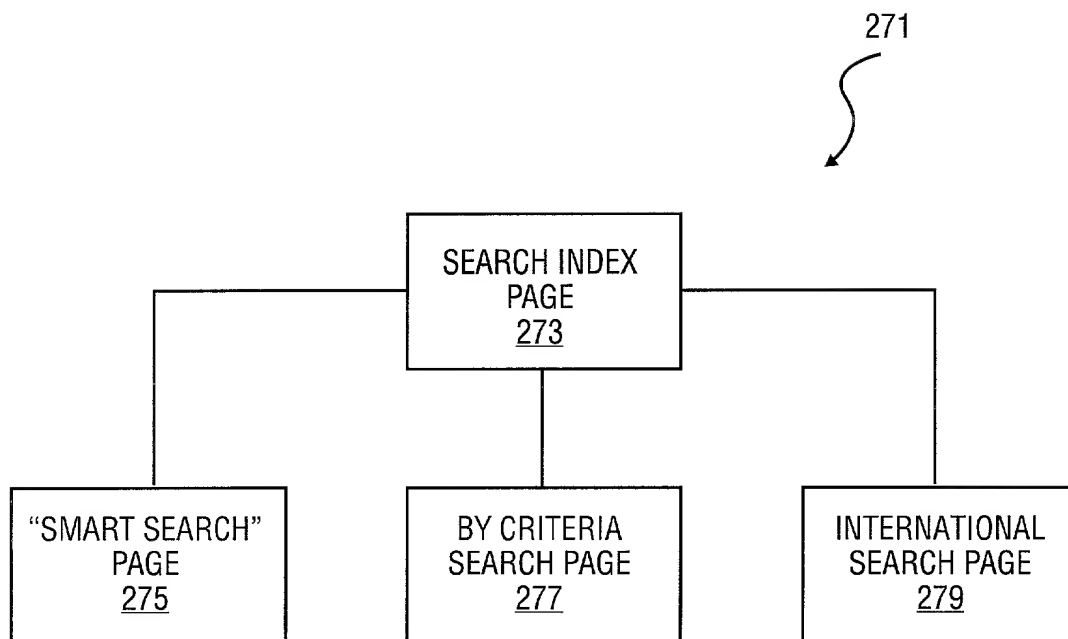 271
SEARCH INDEX
PAGE
273
“SMART SEARCH”
PAGE
275
BY CRITERIA
SEARCH PAGE
277
INTERNATIONAL
SEARCH PAGE
279